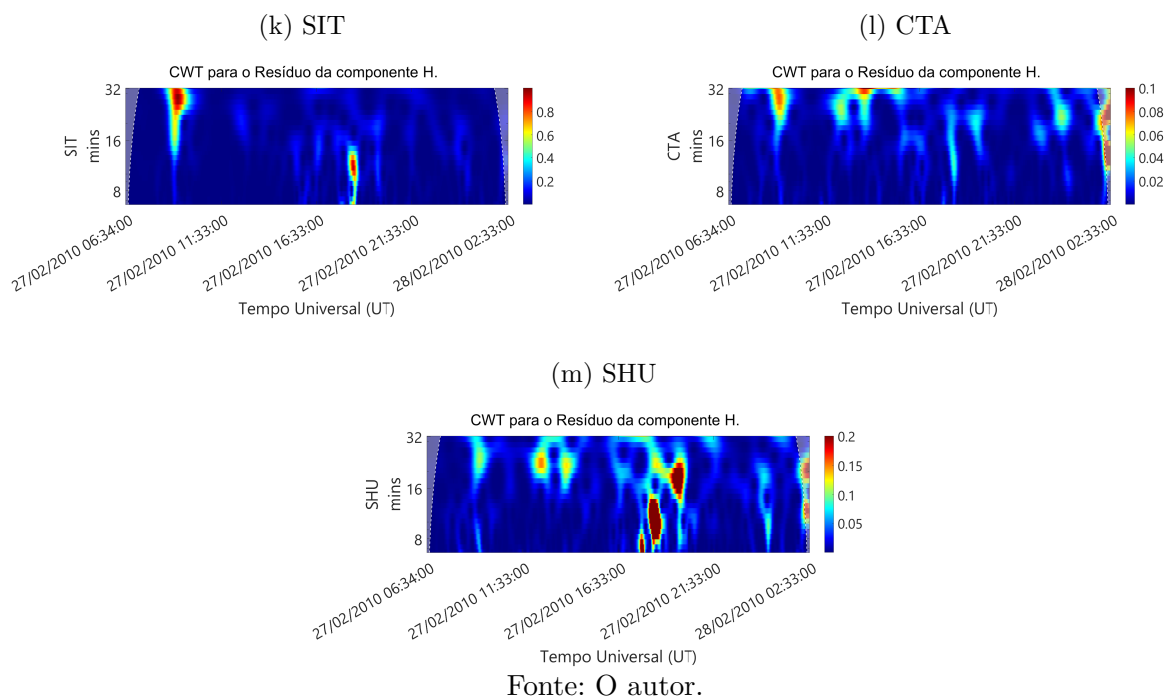 (k) SIT
CWT para o Resíduo da componente H.
32
16
8
SIT
mins
0.8
0.6
0.4
0.2
27/02/2010 06:34:00
27/02/2010 11:33:00
27/02/2010 16:33:00
27/02/2010 21:33:00
28/02/2010 02:33:00
Tempo Universal (UT)
(l) CTA
CWT para o Resíduo da componente H.
32
16
8
CTA
mins
0.1
0.08
0.06
0.04
0.02
27/02/2010 06:34:00
27/02/2010 11:33:00
27/02/2010 16:33:00
27/02/2010 21:33:00
28/02/2010 02:33:00
Tempo Universal (UT)
(m) SHU
CWT para o Resíduo da componente H.
32
16
8
SHU
mins
0.2
0.15
0.1
0.05
27/02/2010 06:34:00
27/02/2010 11:33:00
27/02/2010 16:33:00
27/02/2010 21:33:00
28/02/2010 02:33:00
Tempo Universal (UT)
Fonte: O autor.